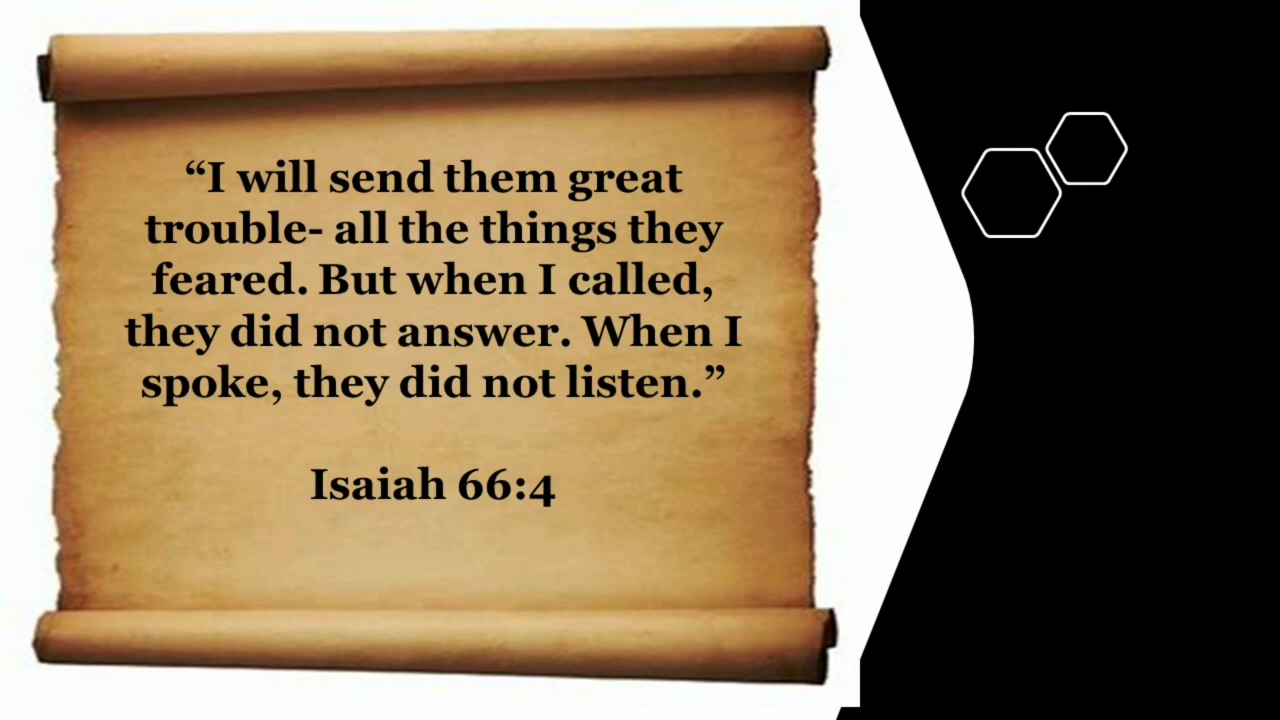 “I will send them great
trouble- all the things they
feared. But when I called,
they did not answer. When I
spoke, they did not listen.”
Isaiah 66:4